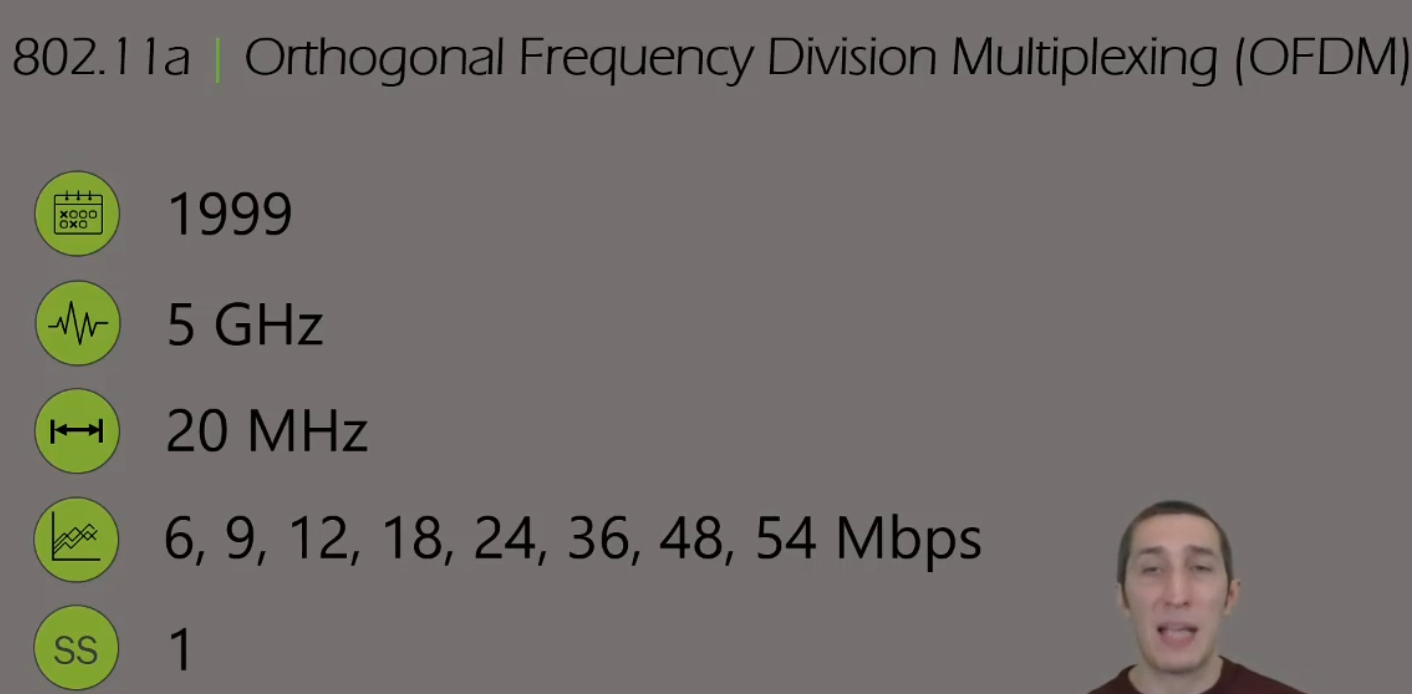 802.11a | Orthogonal Frequency Division Multiplexing (OFDM)
1999
5 GHz
20 MHz
6, 9, 12, 18, 24, 36, 48, 54 Mbps
SS 1